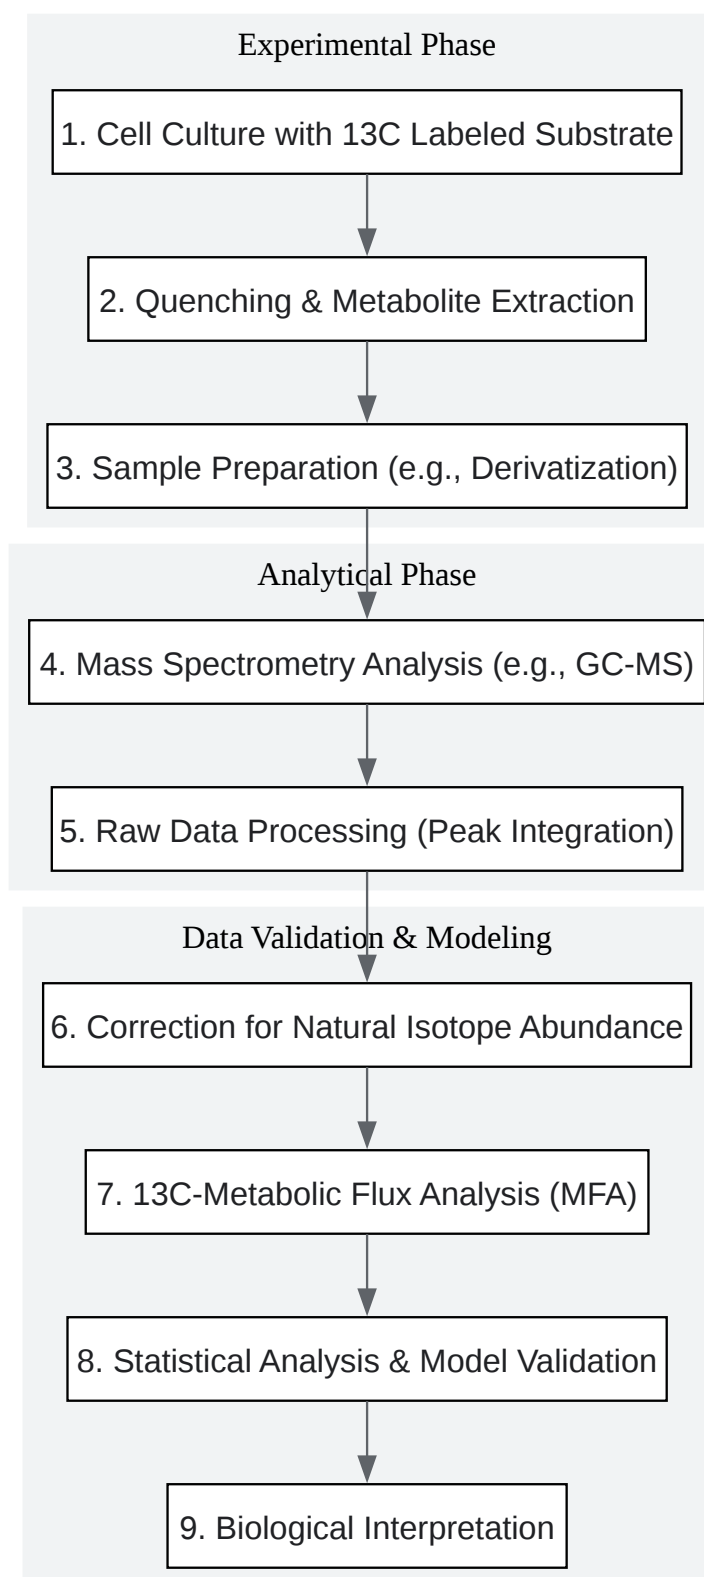 Experimental Phase
1. Cell Culture with 13C Labeled Substrate
2. Quenching & Metabolite Extraction
3. Sample Preparation (e.g., Derivatization)
Analytical Phase
4. Mass Spectrometry Analysis (e.g., GC-MS)
5. Raw Data Processing (Peak Integration)
Data Validation & Modeling
6. Correction for Natural Isotope Abundance
7. 13C-Metabolic Flux Analysis (MFA)
8. Statistical Analysis & Model Validation
9. Biological Interpretation